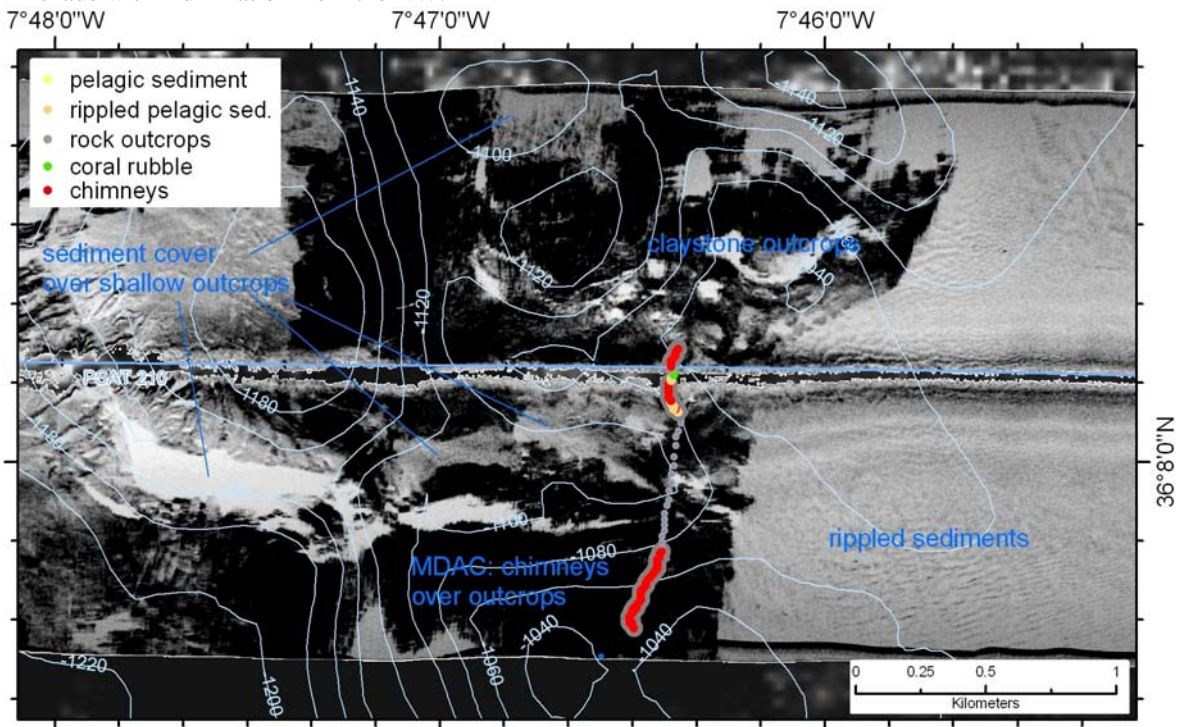 7°48'0"W
7°47'0"W
7°46'0"W
pelagic sediment
rippled pelagic sed.
rock outcrops
coral rubble
chimneys
-1140
-1140
-1120
-1100
sediment cover
over shallow outcrops
claystone outcrops
-1120
-1040
-1120
PSAT 210
-1180
-1180
36°8'0"N
-1100
rippled sediments
-1080
MDAC: chimneys
over outcrops
-1040
-1040
-1060
-1220
-1200
0 0.25 0.5 1
Kilometers